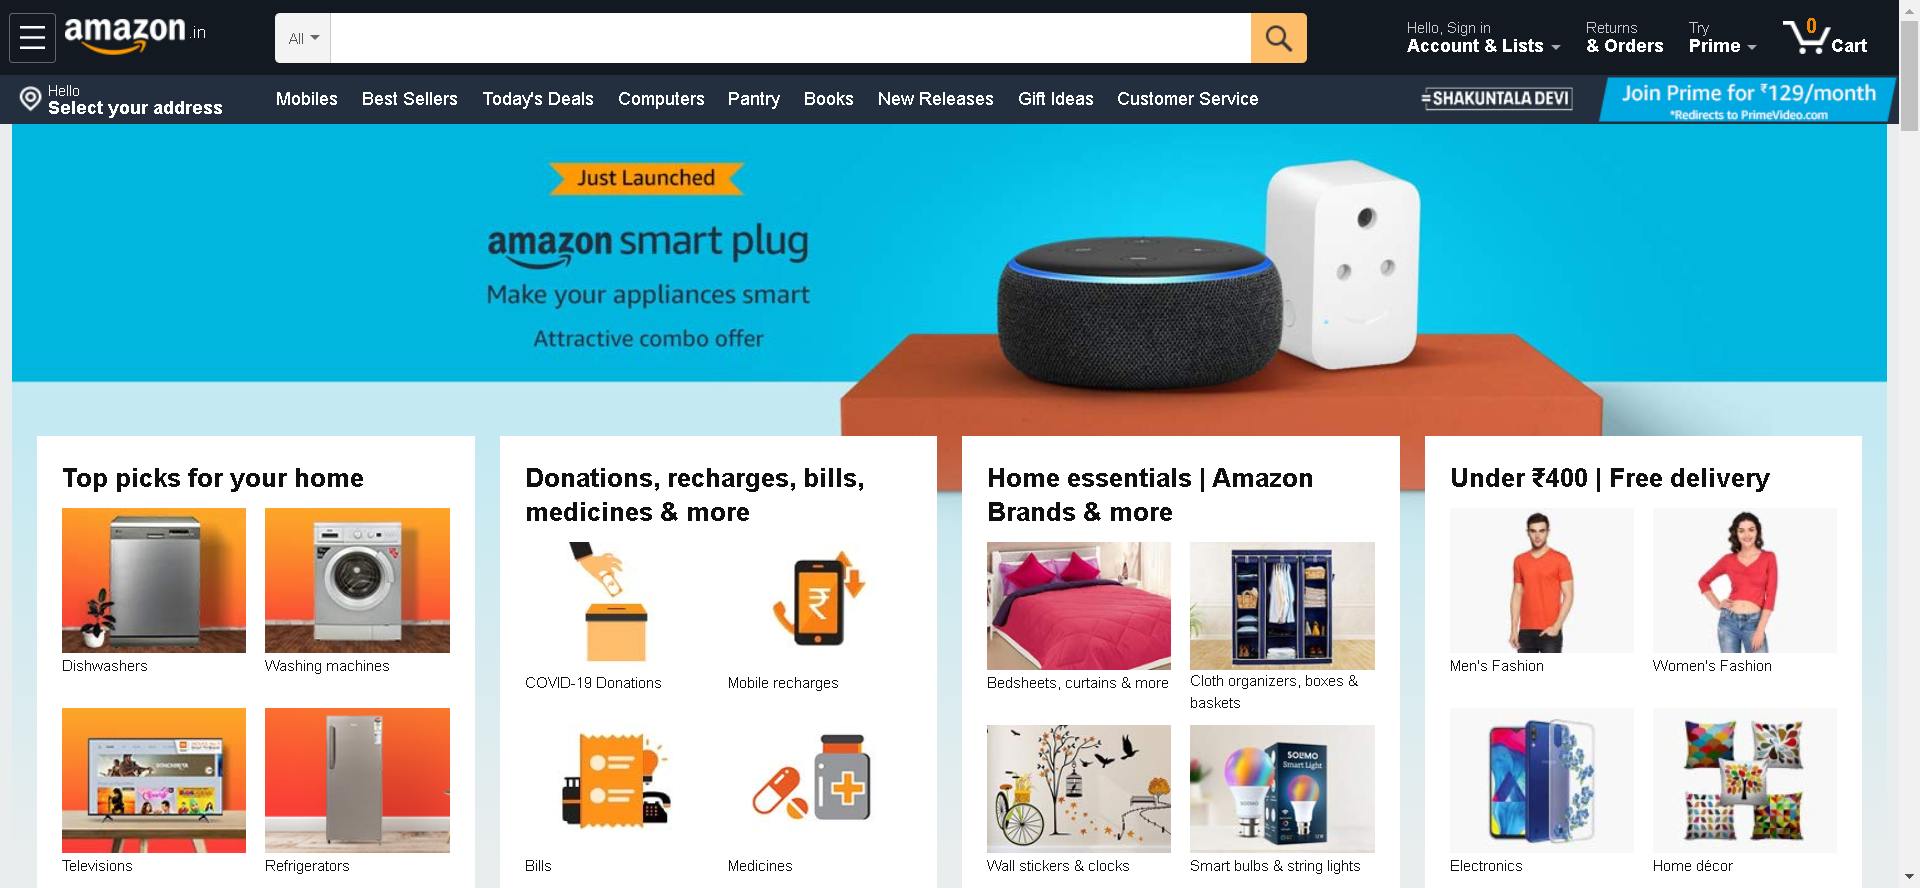 amazon.in
All
Hello, Sign in
Account & Lists
Returns
& Orders
Try
Prime
0
Cart
Hello
Select your address
Mobiles
Best Sellers
Today's Deals
Computers
Pantry
Books
New Releases
Gift Ideas
Customer Service
SHAKUNTALA DEVI
Join Prime for ₹129/month
*Redirects to PrimeVideo.com
Just Launched
amazon smart plug
Make your appliances smart
Attractive combo offer
Top picks for your home
Dishwashers
Washing machines
Televisions
Refrigerators
Donations, recharges, bills,
medicines & more
COVID-19 Donations
₹
Mobile recharges
Bills
Medicines
Home essentials | Amazon
Brands & more
Bedsheets, curtains & more
Cloth organizers, boxes &
baskets
Wall stickers & clocks
SOLIMO
Smart Light
SOLIMO
Smart bulbs & string lights
Under ₹400 | Free delivery
Men's Fashion
Women's Fashion
Electronics
Home décor